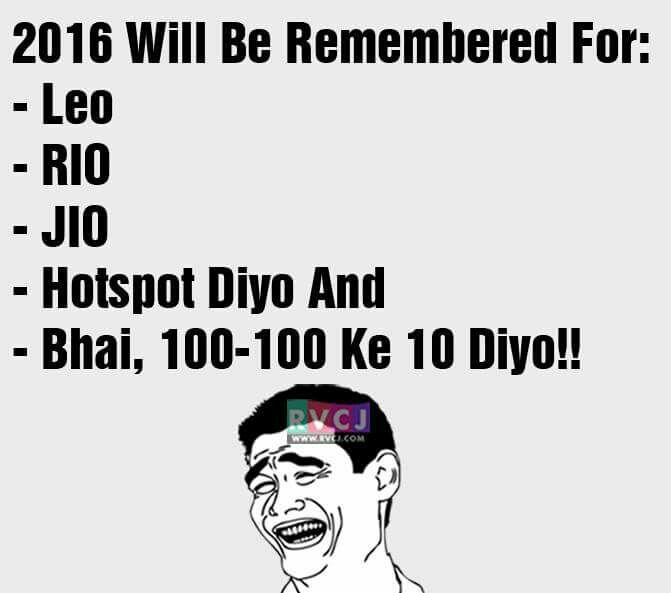 2016 Will Be Remembered For:
- Leo
- RIO
- JIO
- Hotspot Diyo And
- Bhai, 100-100 Ke 10 Diyo!!
RVCJ
WWW.RVCJ.COM